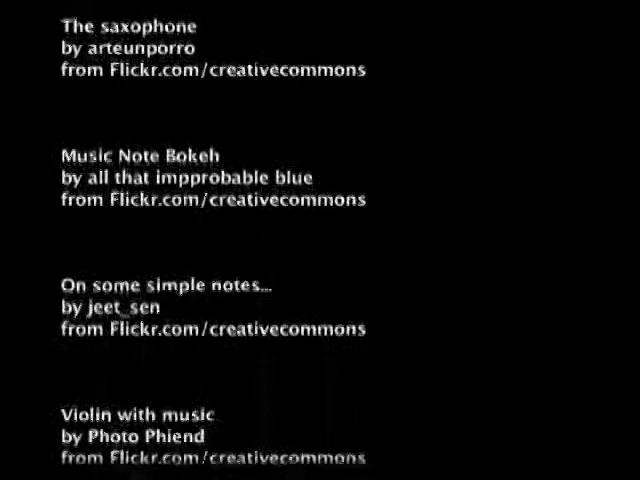 The saxophone
by arteunporro
from Flickr.com/creativecommons
Music Note Bokeh
by all that impprobable blue
from Flickr.com/creativecommons
On some simple notes...
by jeet_sen
from Flickr.com/creativecommons
Violin with music
by Photo Phiend
from Flickr.com/creativecommons